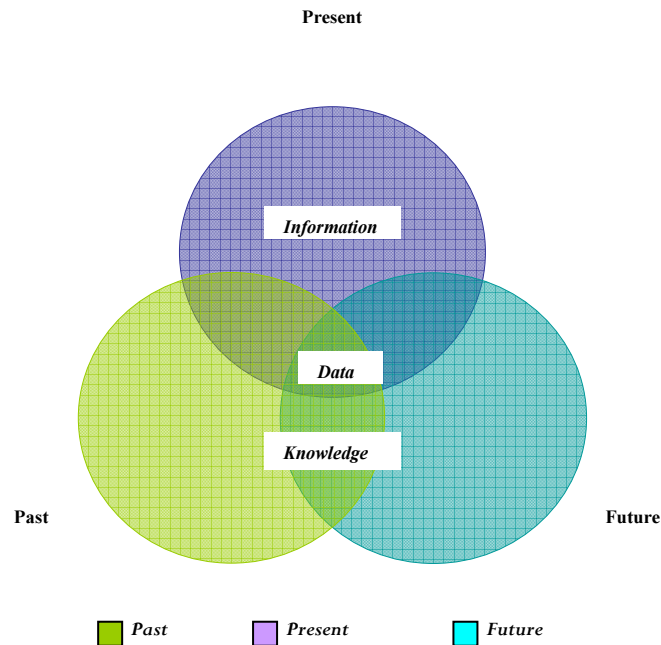 Present
Information
Data
Knowledge
Past
Future
Past Present Future